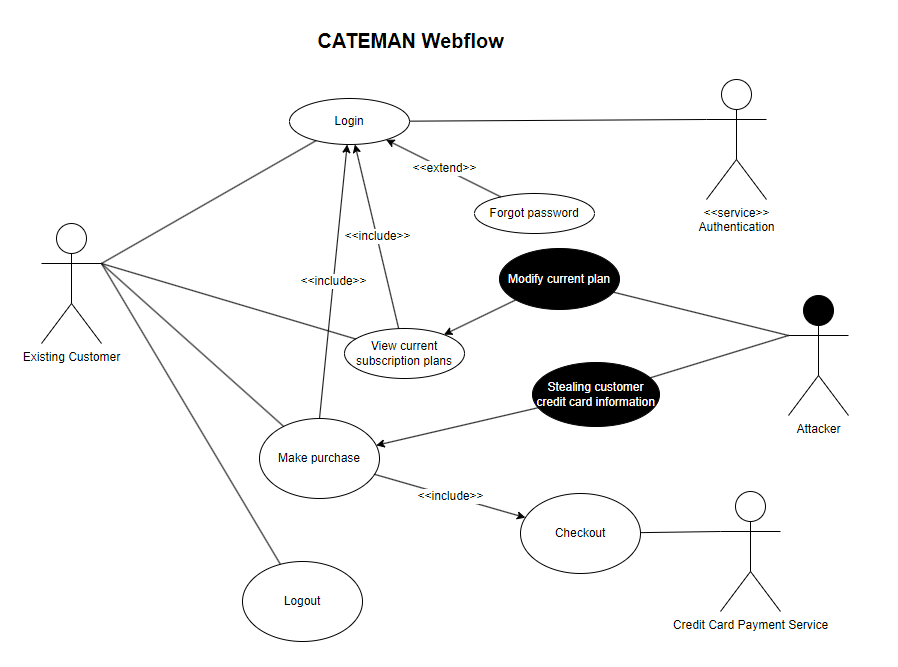 CATEMAN Webflow
Login
<<extend>>
Forgot password
<<service>>
Authentication
<<include>>
<<include>>
Modify current plan
Existing Customer
View current
subscription plans
Stealing customer
credit card information
Attacker
Make purchase
<<include>>
Checkout
Logout
Credit Card Payment Service